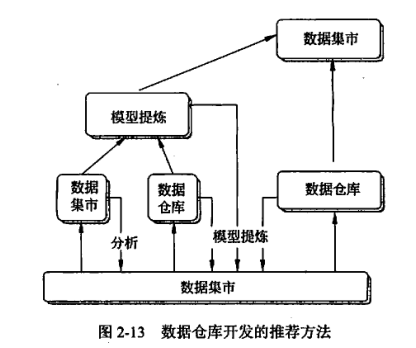 数据集市
模型提炼
数据
集市
数据
仓库
数据仓库
分析
模型提炼
数据集市
图 2-13 数据仓库开发的推荐方法